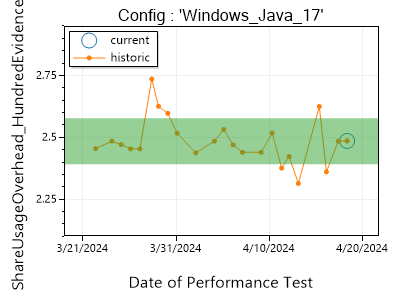 Config : 'Windows_Java_17'
ShareUsageOverhead_HundredEvidence
current
historic
2.75
2.5
2.25
3/21/2024
3/31/2024
4/10/2024
4/20/2024
Date of Performance Test